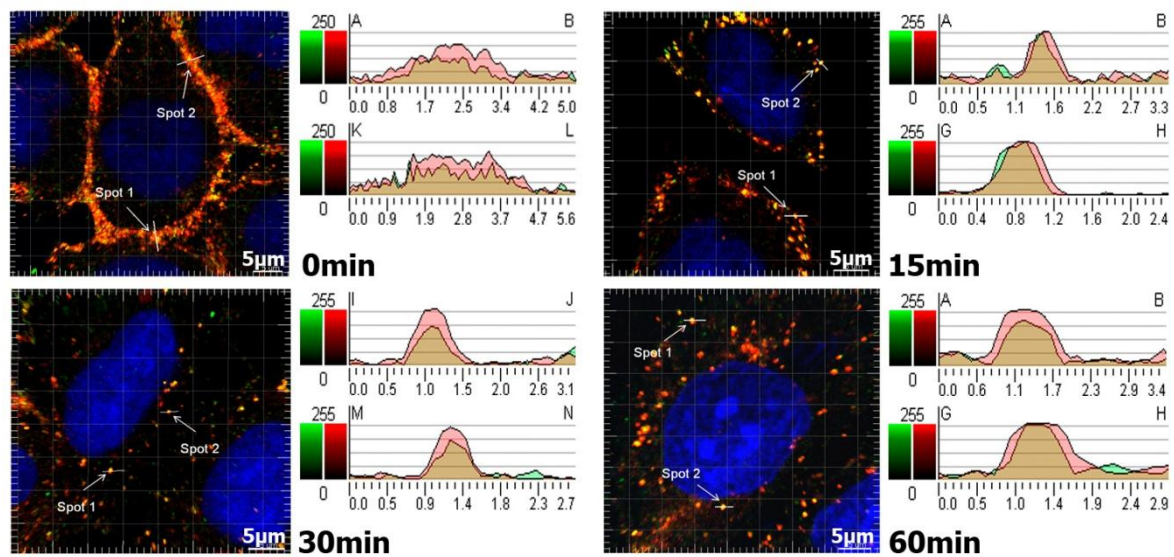 Spot 2
Spot 1
5μm
250 A B
0
0.0 0.8 1.7 2.5 3.4 4.2 5.0
K L
250
0
0.0 0.9 1.9 2.8 3.7 4.7 5.6
0min
Spot 2
Spot 1
5μm
250 A B
0
0.0 0.5 1.1 1.6 2.2 2.7 3.3
250 G H
0
0.0 0.4 0.8 1.2 1.6 2.0 2.4
15min
Spot 2
Spot 1
5μm
255 I J
0
0.0 0.5 1.0 1.5 2.1 2.6 3.1
255 M N
0
0.0 0.4 0.9 1.3 1.8 2.3 2.7
30min
Spot 1
Spot 2
5μm
255 A B
0
0.0 0.6 1.1 1.7 2.3 2.9 3.4
255 G H
0
0.0 0.5 1.0 1.4 1.9 2.4 2.9
60min